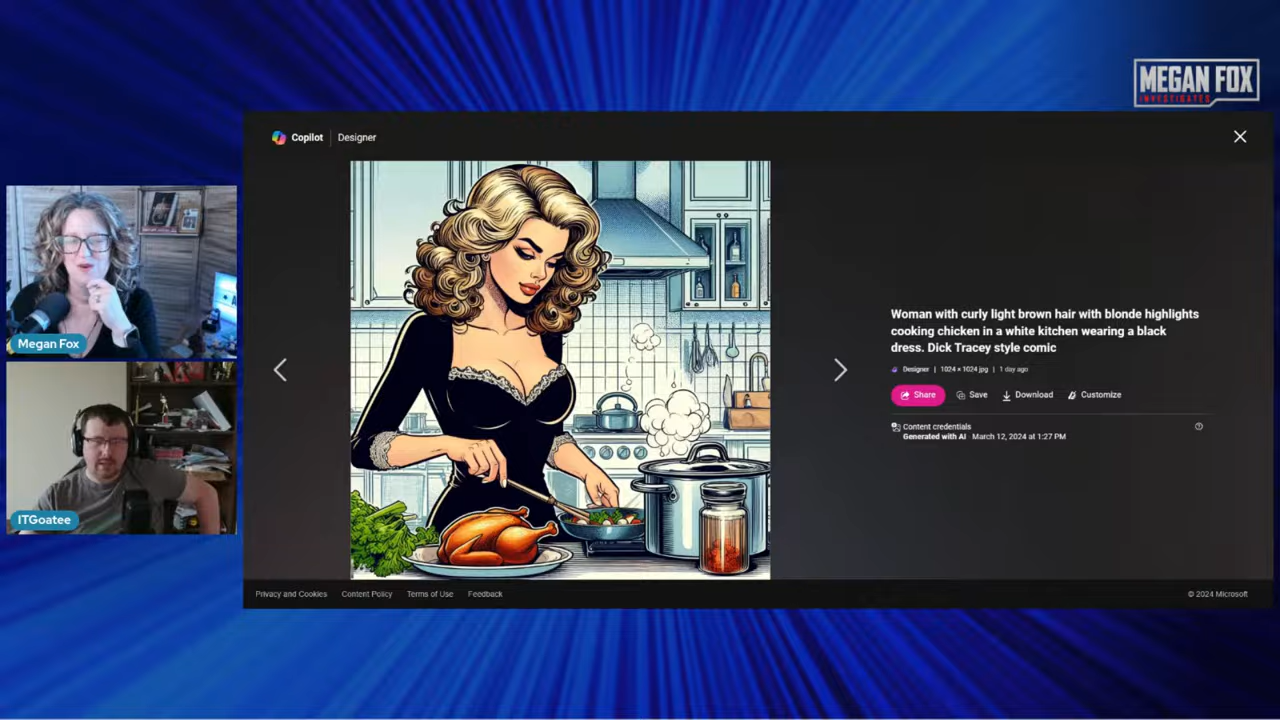 MEGAN FOX
INVESTIGATES
Copilot
Designer
Megan Fox
ITGoatee
Woman with curly light brown hair with blonde highlights
cooking chicken in a white kitchen wearing a black
dress. Dick Tracey style comic
Designer | 1024 × 1024 jpg | 1 day ago
Share
Save
Download
Customize
Content credentials
Generated with AI · March 12, 2024 at 1:27 PM
Privacy and Cookies
Content Policy
Terms of Use
Feedback
© 2024 Microsoft